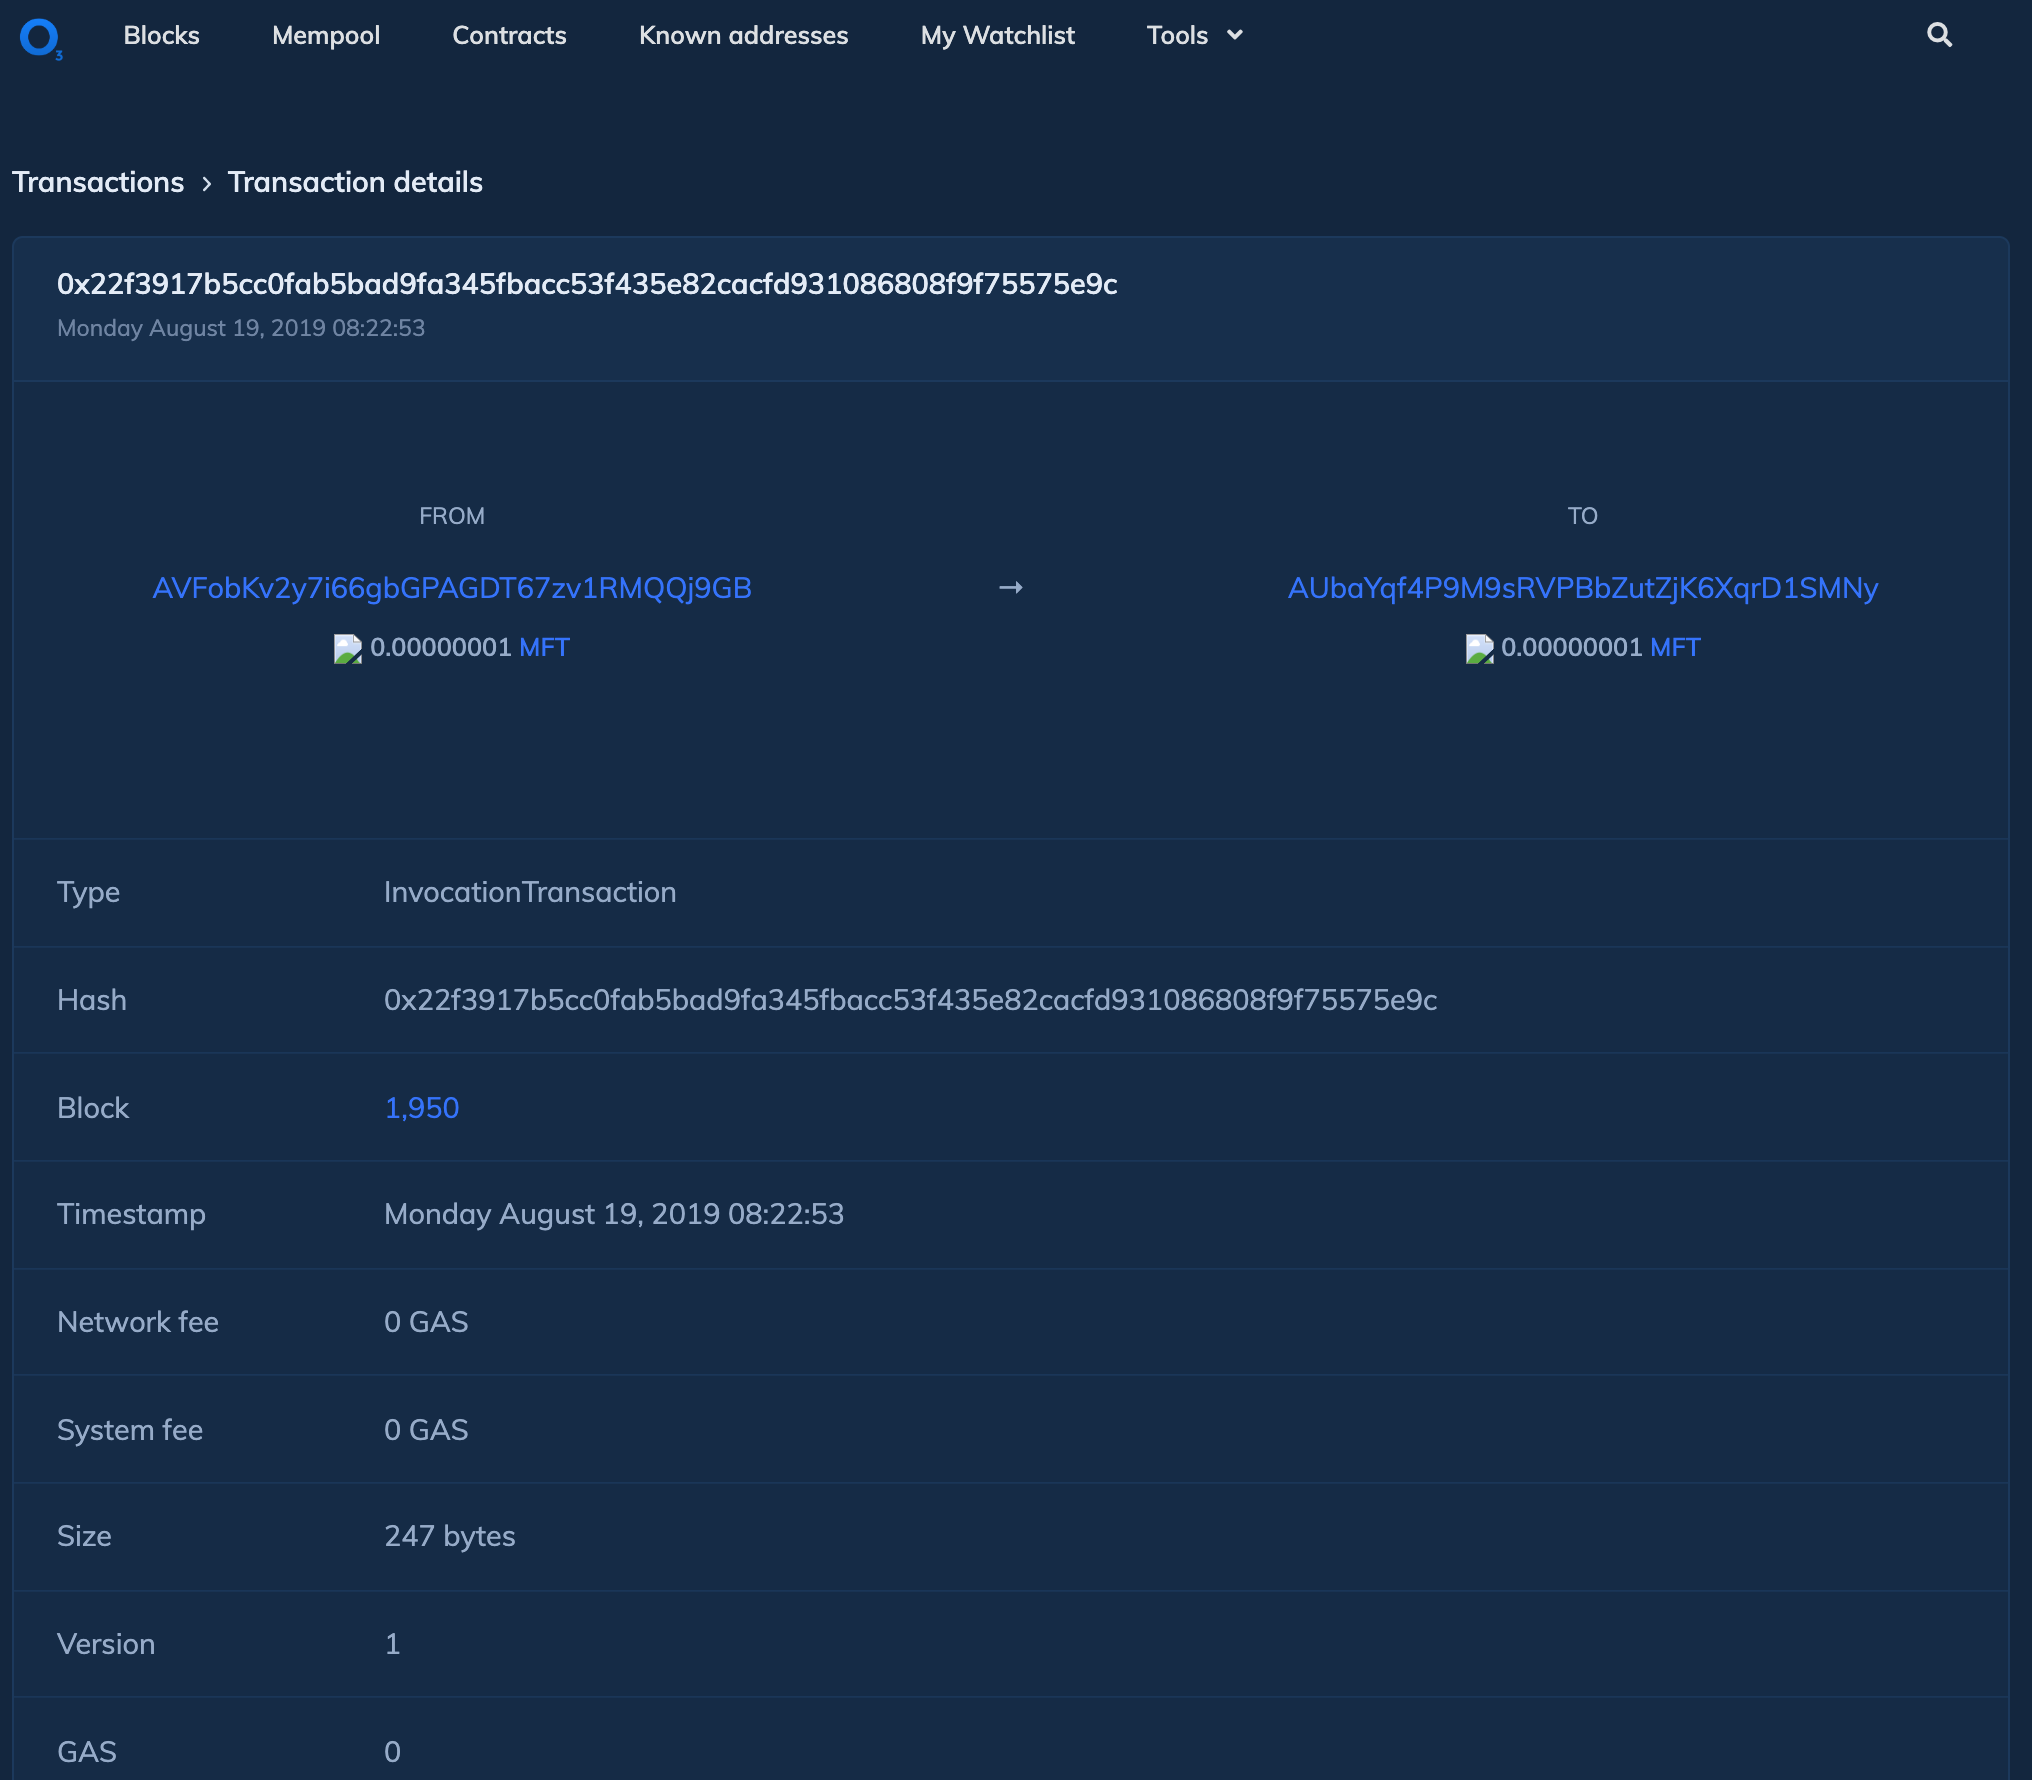 O3 Blocks Mempool Contracts Known addresses My Watchlist Tools
Transactions › Transaction details
0x22f3917b5cc0fab5bad9fa345fbacc53f435e82cacfd931086808f9f75575e9c
Monday August 19, 2019 08:22:53
FROM
AVFobKv2y7i66gbGPAGDT67zv1RMQQj9GB
0.00000001 MFT
→
TO
AUbaYqf4P9M9sRVPBbZutZjK6XqrD1SMNy
0.00000001 MFT
Type InvocationTransaction
Hash 0x22f3917b5cc0fab5bad9fa345fbacc53f435e82cacfd931086808f9f75575e9c
Block 1,950
Timestamp Monday August 19, 2019 08:22:53
Network fee 0 GAS
System fee 0 GAS
Size 247 bytes
Version 1
GAS 0